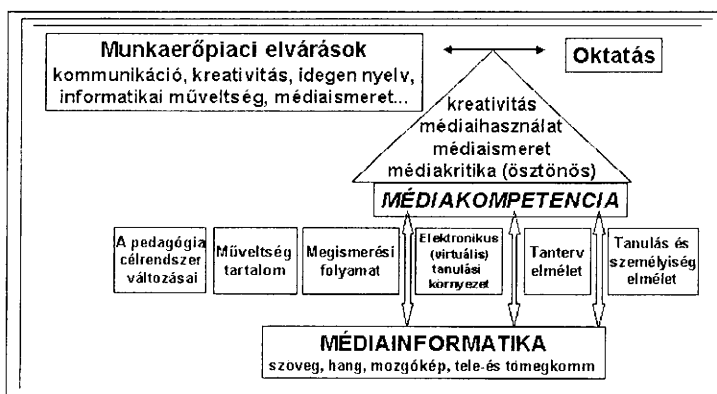 Munkaerőpiaci elvárások
kommunikáció, kreativitás, idegen nyelv,
informatikai műveltség, médiaismeret...
Oktatás
kreativitás
médiaihasználat
médiaismeret
médiakritika (ösztönös)
MÉDIAKOMPETENCIA
A pedagógia
célrendszer
változásai
Műveltség
tartalom
Megismerési
folyamat
Elektronikus
(virtuális)
tanulási
környezet
Tanterv
elmélet
Tanulás és
személyiség
elmélet
MÉDIAINFORMATIKA
szöveg, hang, mozgókép, tele-és tömegkomm